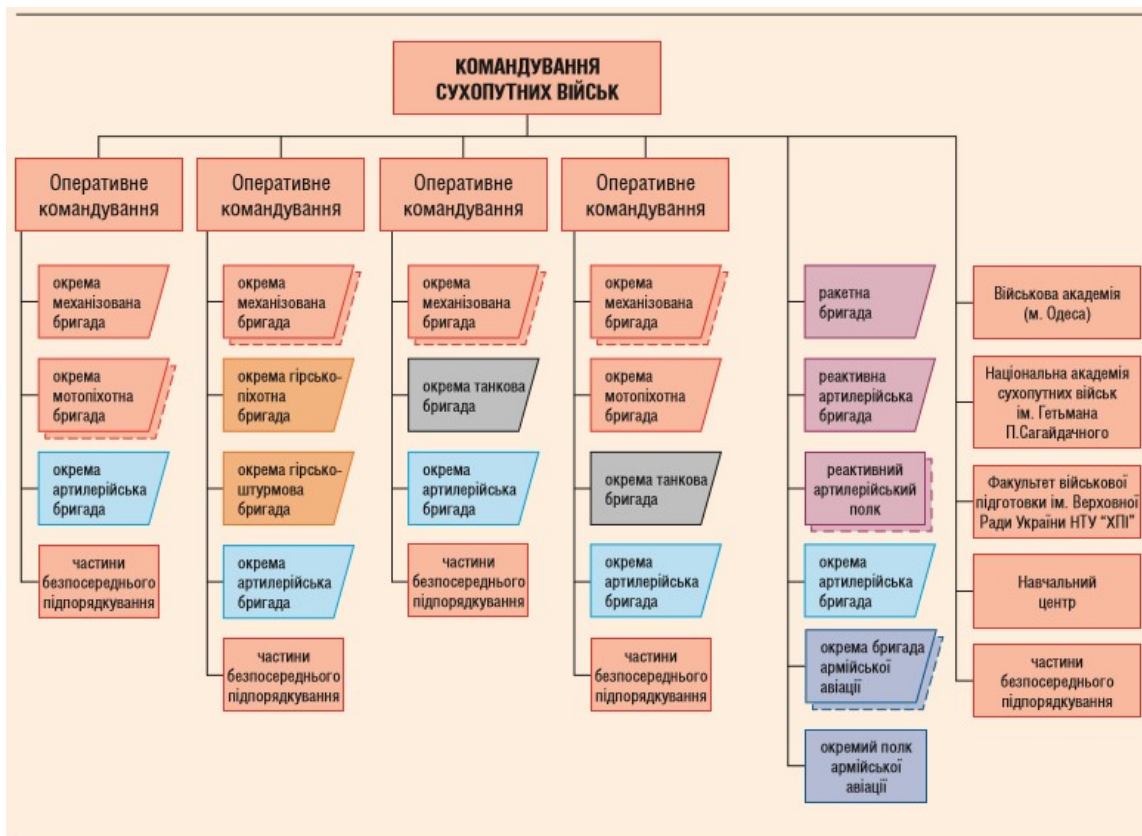 КОМАНДУВАННЯ
СУХОПУТНИХ ВІЙСЬК
Оперативне
командування
окрема
механізована
бригада
окрема
мотопіхотна
бригада
окрема
артилерійська
бригада
частини
безпосереднього
підпорядкування
Оперативне
командування
окрема
механізована
бригада
окрема гірсько-
піхотна
бригада
окрема гірсько-
штурмова
бригада
окрема
артилерійська
бригада
частини
безпосереднього
підпорядкування
Оперативне
командування
окрема
механізована
бригада
окрема танкова
бригада
окрема
артилерійська
бригада
частини
безпосереднього
підпорядкування
Оперативне
командування
окрема
механізована
бригада
окрема
мотопіхотна
бригада
окрема танкова
бригада
окрема
артилерійська
бригада
частини
безпосереднього
підпорядкування
ракетна
бригада
реактивна
артилерійська
бригада
реактивний
артилерійський
полк
окрема
артилерійська
бригада
окрема бригада
армійської
авіації
окремий полк
армійської
авіації
Військова академія
(м. Одеса)
Національна академія
сухопутних військ
ім. Гетьмана
П.Сагайдачного
Факультет військової
підготовки ім. Верховної
Ради України НТУ “ХПІ”
Навчальний
центр
частини
безпосереднього
підпорядкування